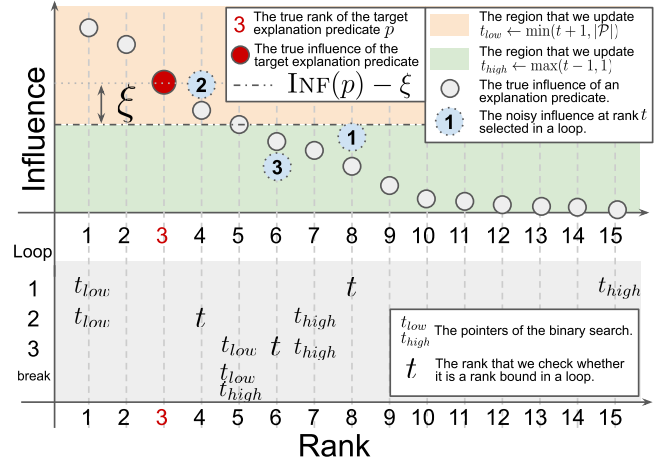 3 The true rank of the target
explanation predicate p
The true influence of the
target explanation predicate
INF(p) − ξ
The region that we update
t_low ← min(t + 1, |P|)
The region that we update
t_high ← max(t − 1, 1)
The true influence of an
explanation predicate.
1 The noisy influence at rank t
selected in a loop.
Influence
ξ
2
1
3
1 2 3 4 5 6 7 8 9 10 11 12 13 14 15
Loop
1 t_low t t_high
2 t_low t t_high
3 t_low t t_high
break t_low
t_high
t_low The pointers of the binary search.
t_high
t The rank that we check whether
it is a rank bound in a loop.
1 2 3 4 5 6 7 8 9 10 11 12 13 14 15
Rank